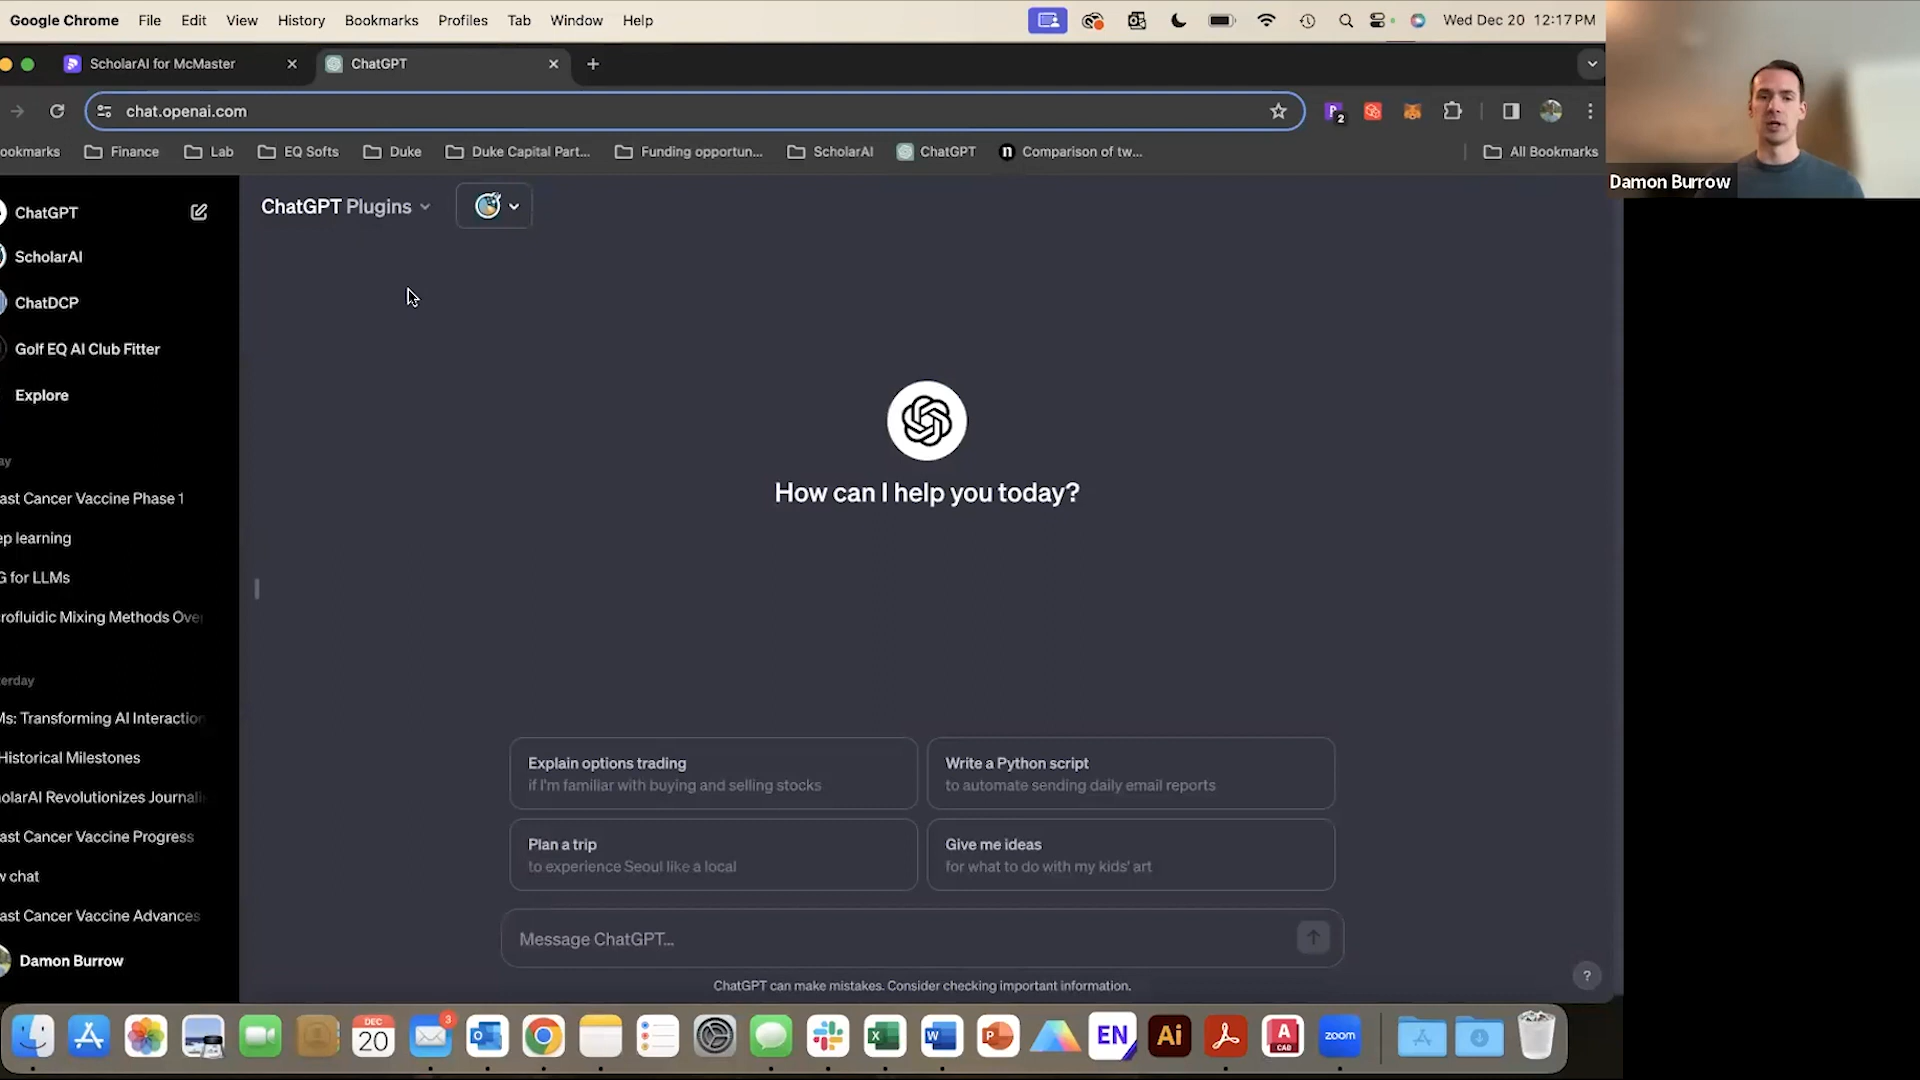 Google Chrome File Edit View History Bookmarks Profiles Tab Window Help Wed Dec 20 12:17 PM
ScholarAI for McMaster ChatGPT
chat.openai.com
ookmarks Finance Lab EQ Softs Duke Duke Capital Part... Funding opportun... ScholarAI ChatGPT Comparison of tw... All Bookmarks
Damon Burrow
ChatGPT
ScholarAI
ChatDCP
Golf EQ AI Club Fitter
Explore
ay
ast Cancer Vaccine Phase 1
ep learning
G for LLMs
rofluidic Mixing Methods Over
erday
Ms: Transforming AI Interaction
Historical Milestones
olarAI Revolutionizes Journali
ast Cancer Vaccine Progress
w chat
ast Cancer Vaccine Advances
Damon Burrow
ChatGPT Plugins
How can I help you today?
Explain options trading
if I'm familiar with buying and selling stocks
Write a Python script
to automate sending daily email reports
Plan a trip
to experience Seoul like a local
Give me ideas
for what to do with my kids' art
Message ChatGPT...
ChatGPT can make mistakes. Consider checking important information.
?
DEC
20
3
X
W
P
EN
Ai
A
CAD
zoom